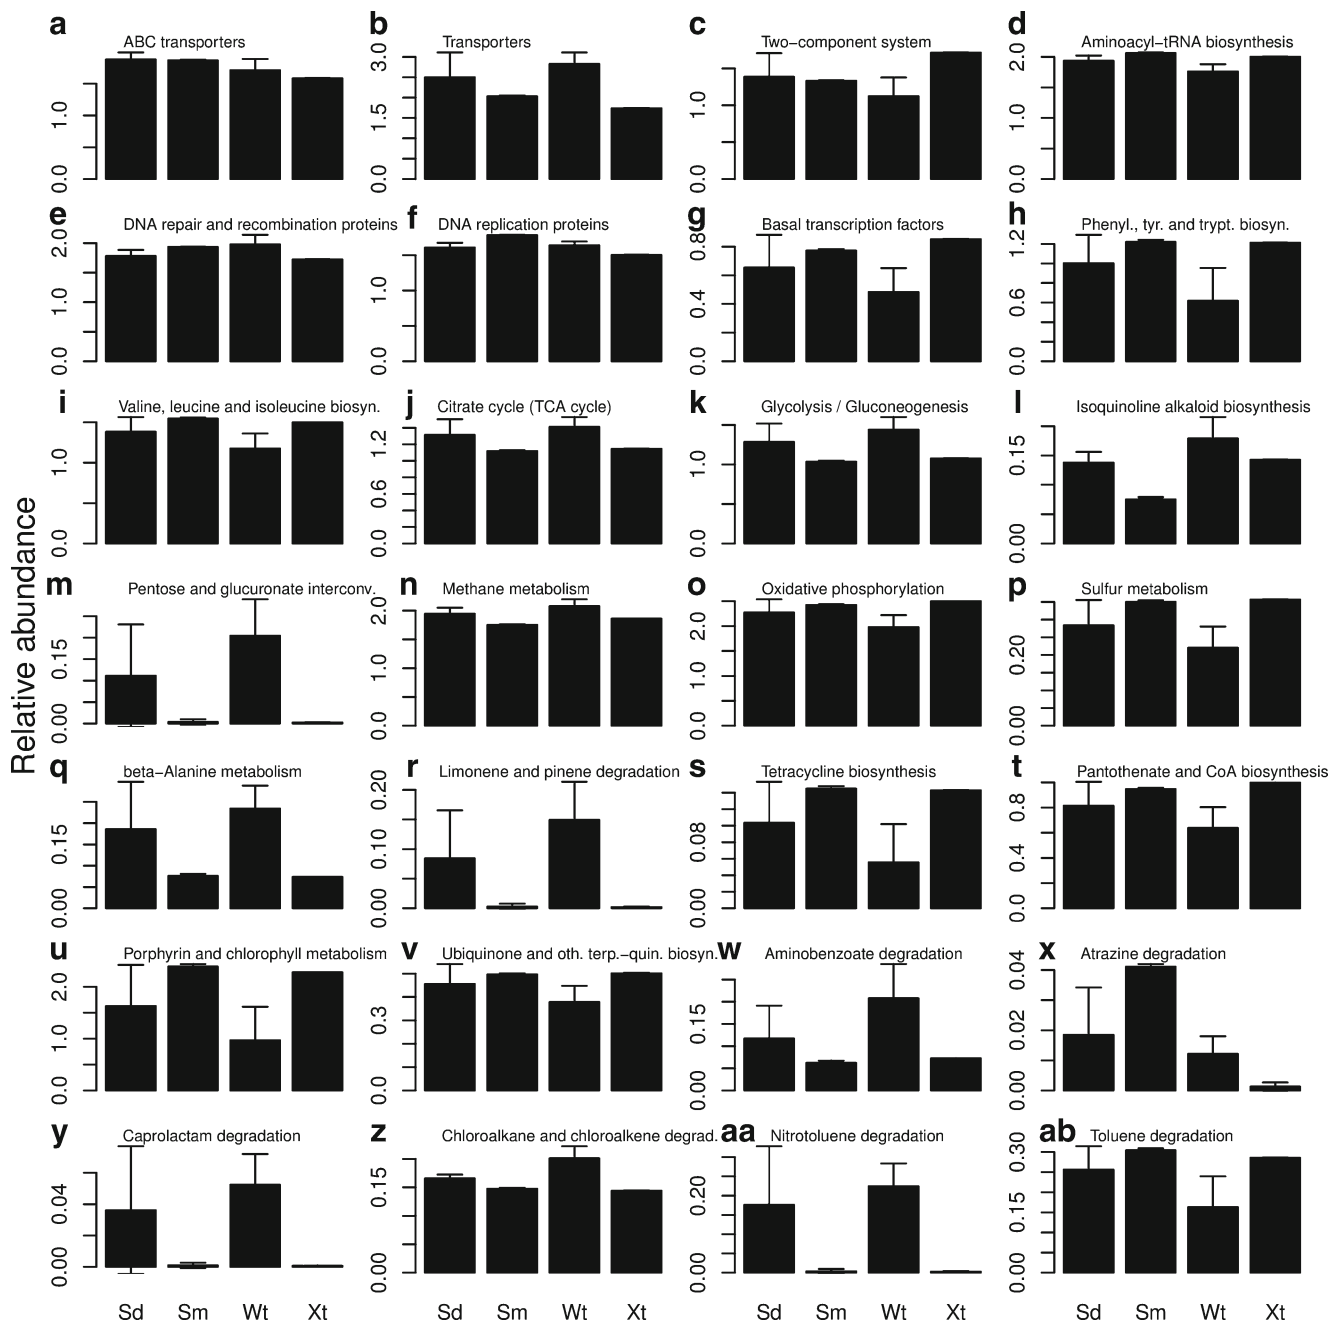 Relative abundance
a ABC transporters
0.0 1.0
b Transporters
0.0 1.5 3.0
c Two−component system
0.0 1.0
d Aminoacyl−tRNA biosynthesis
0.0 1.0 2.0
e DNA repair and recombination proteins
0.0 1.0 2.0
f DNA replication proteins
0.0 1.0
g Basal transcription factors
0.0 0.4 0.8
h Phenyl., tyr. and trypt. biosyn.
0.0 0.6 1.2
i Valine, leucine and isoleucine biosyn.
0.0 1.0
j Citrate cycle (TCA cycle)
0.0 0.6 1.2
k Glycolysis / Gluconeogenesis
0.0 1.0
l Isoquinoline alkaloid biosynthesis
0.00 0.15
m Pentose and glucuronate interconv.
0.00 0.15
n Methane metabolism
0.0 1.0 2.0
o Oxidative phosphorylation
0.0 1.0 2.0
p Sulfur metabolism
0.00 0.20
q beta−Alanine metabolism
0.00 0.15
r Limonene and pinene degradation
0.00 0.10 0.20
s Tetracycline biosynthesis
0.00 0.08
t Pantothenate and CoA biosynthesis
0.0 0.4 0.8
u Porphyrin and chlorophyll metabolism
0.0 1.0 2.0
v Ubiquinone and oth. terp.−quin. biosyn.
0.0 0.3
w Aminobenzoate degradation
0.00 0.15
x Atrazine degradation
0.00 0.02 0.04
y Caprolactam degradation
0.00 0.04
z Chloroalkane and chloroalkene degrad.
0.00 0.15
aa Nitrotoluene degradation
0.00 0.20
ab Toluene degradation
0.00 0.15 0.30
Sd Sm Wt Xt Sd Sm Wt Xt Sd Sm Wt Xt Sd Sm Wt Xt